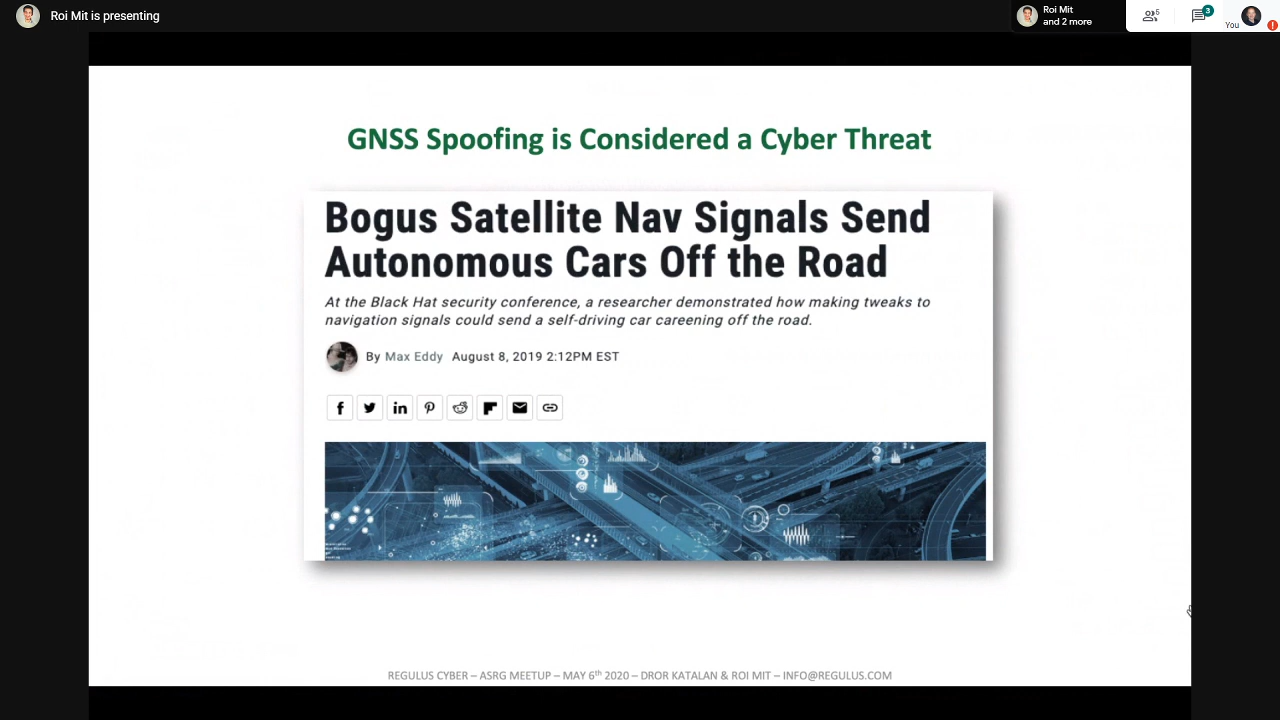 Roi Mit is presenting
Roi Mit
and 2 more
5
3
You
GNSS Spoofing is Considered a Cyber Threat
Bogus Satellite Nav Signals Send
Autonomous Cars Off the Road
At the Black Hat security conference, a researcher demonstrated how making tweaks to
navigation signals could send a self-driving car careening off the road.
By Max Eddy August 8, 2019 2:12PM EST
REGULUS CYBER – ASRG MEETUP – MAY 6th 2020 – DROR KATALAN & ROI MIT – INFO@REGULUS.COM